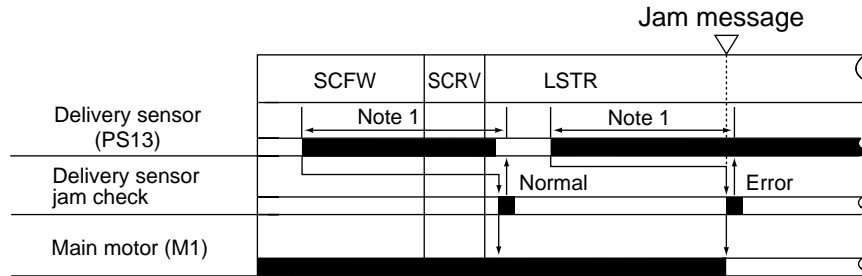 Jam message
SCFW SCRV LSTR
Delivery sensor
(PS13)
Note 1 Note 1
Delivery sensor
jam check
Normal Error
Main motor (M1)